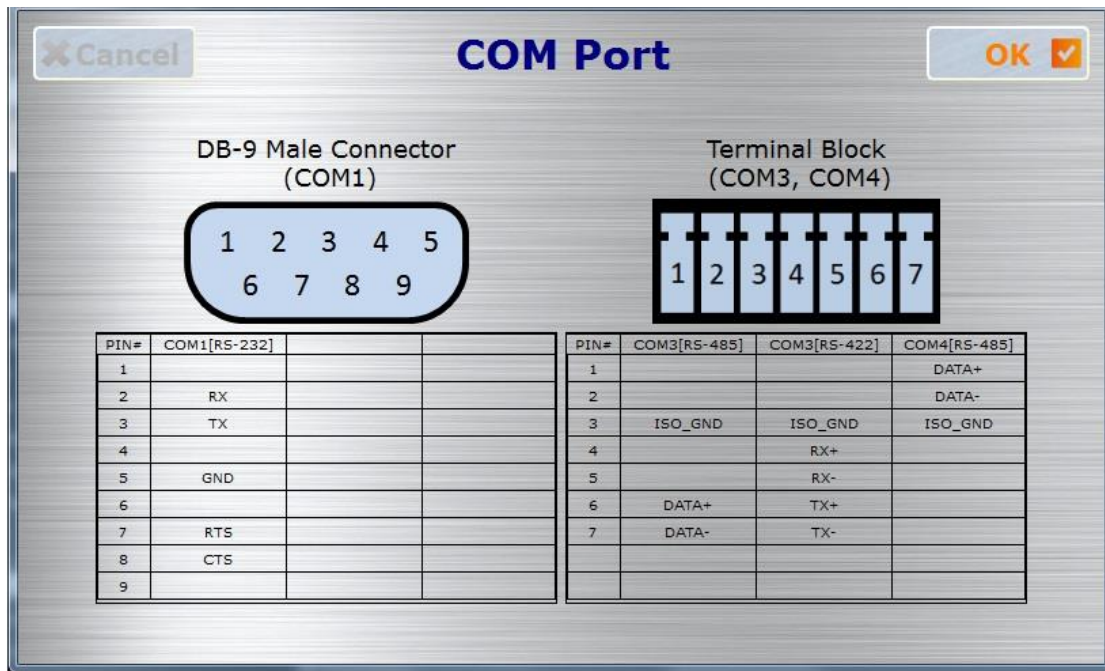 Cancel
COM Port
OK
DB-9 Male Connector
(COM1)
1 2 3 4 5
6 7 8 9
Terminal Block
(COM3, COM4)
1 2 3 4 5 6 7
PIN# COM1[RS-232]
1
2 RX
3 TX
4
5 GND
6
7 RTS
8 CTS
9
PIN# COM3[RS-485] COM3[RS-422] COM4[RS-485]
1 DATA+
2 DATA-
3 ISO_GND ISO_GND ISO_GND
4 RX+
5 RX-
6 DATA+ TX+
7 DATA- TX-